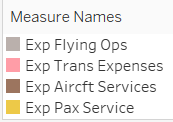 Measure Names
Exp Flying Ops
Exp Trans Expenses
Exp Aircft Services
Exp Pax Service